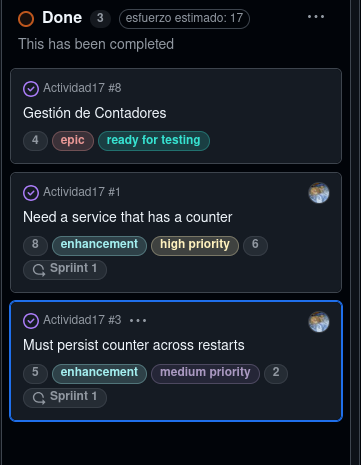 Done 3 esfuerzo estimado: 17 ...
This has been completed
Actividad17 #8
Gestión de Contadores
4 epic ready for testing
Actividad17 #1
Need a service that has a counter
8 enhancement high priority 6
Spriint 1
Actividad17 #3 ...
Must persist counter across restarts
5 enhancement medium priority 2
Spriint 1